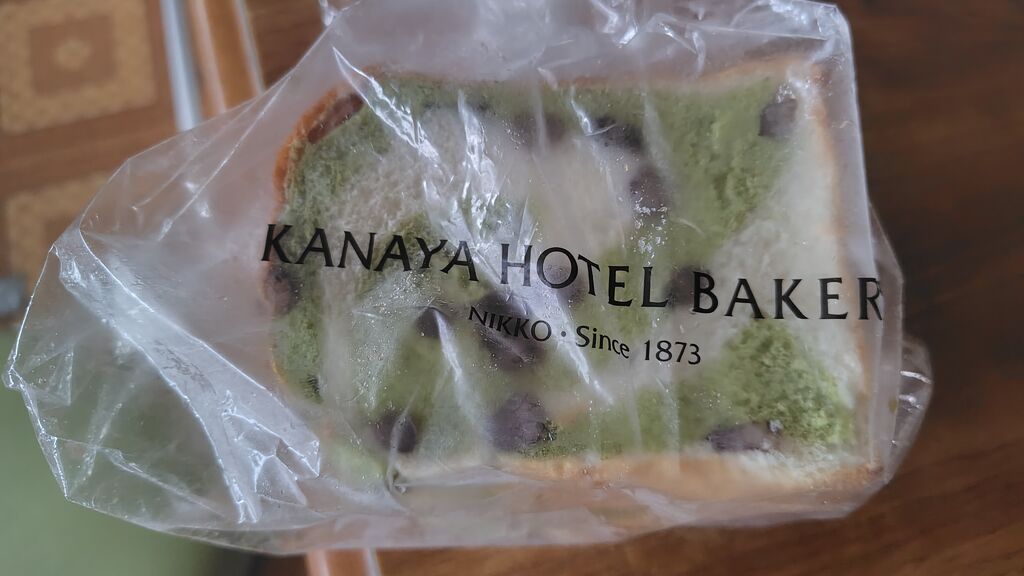 KANAYA HOTEL BAKER
NIKKO・Since 1873